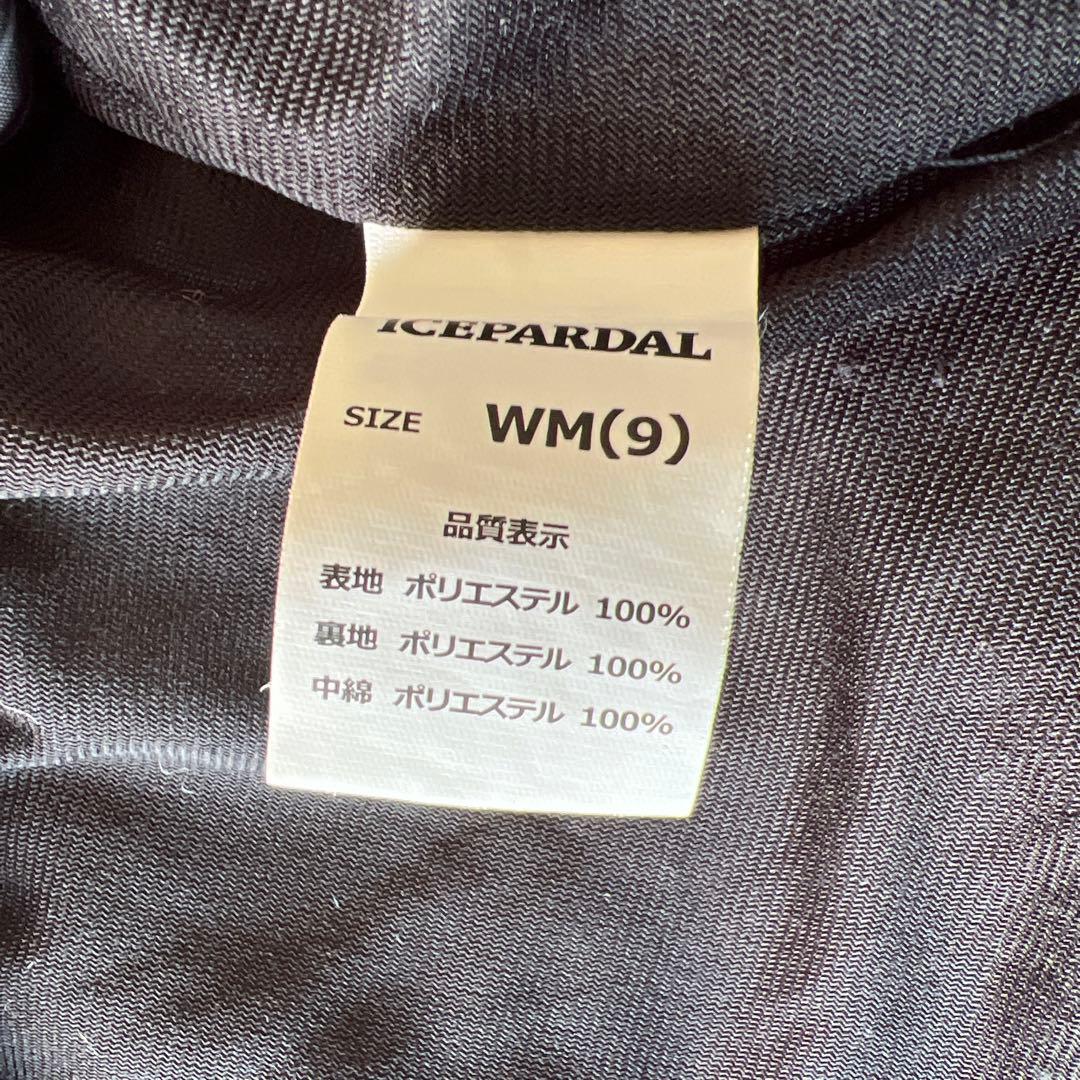 ICEPARDAL
SIZE WM(9)
品質表示
表地 ポリエステル 100%
裏地 ポリエステル 100%
中綿 ポリエステル 100%